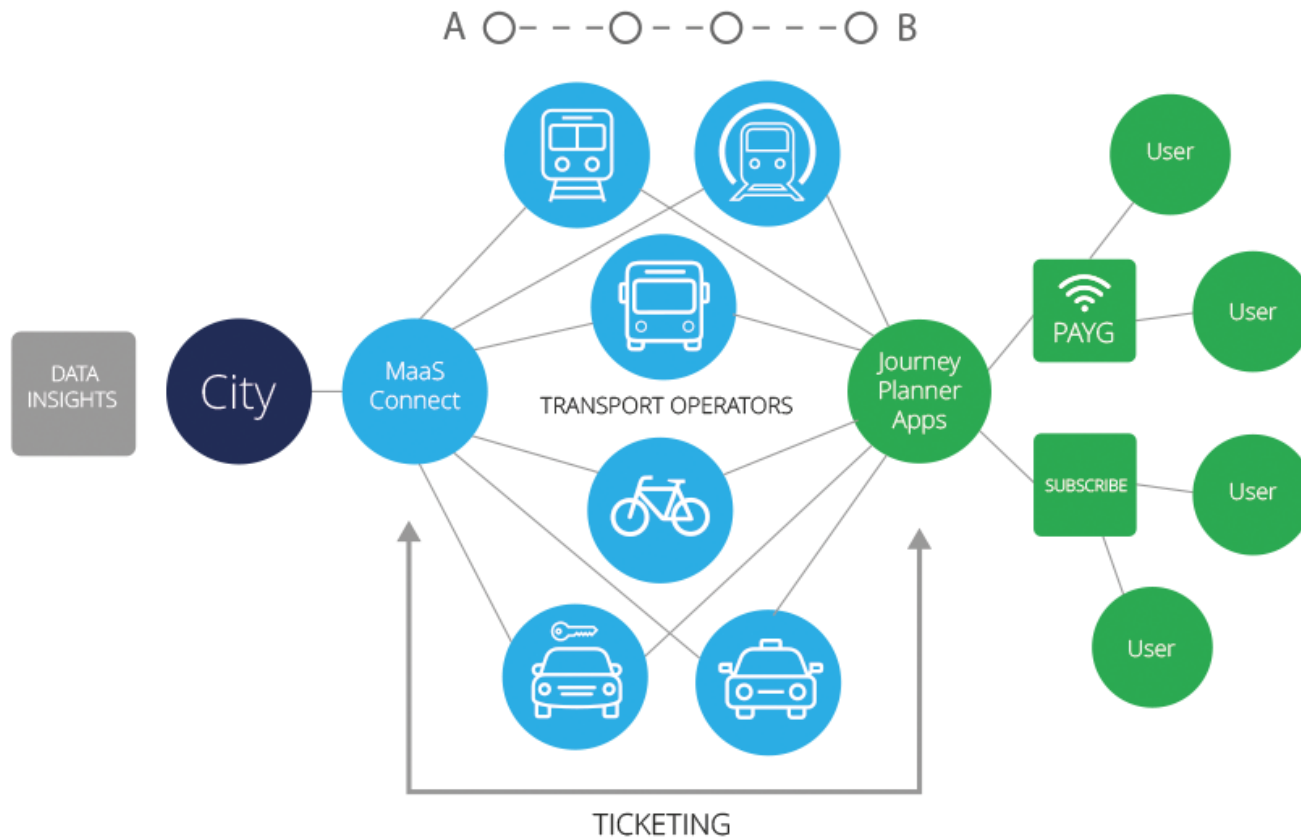 A
B
User
User
PAYG
DATA
INSIGHTS
City
MaaS
Connect
TRANSPORT OPERATORS
Journey
Planner
Apps
SUBSCRIBE
User
User
TICKETING